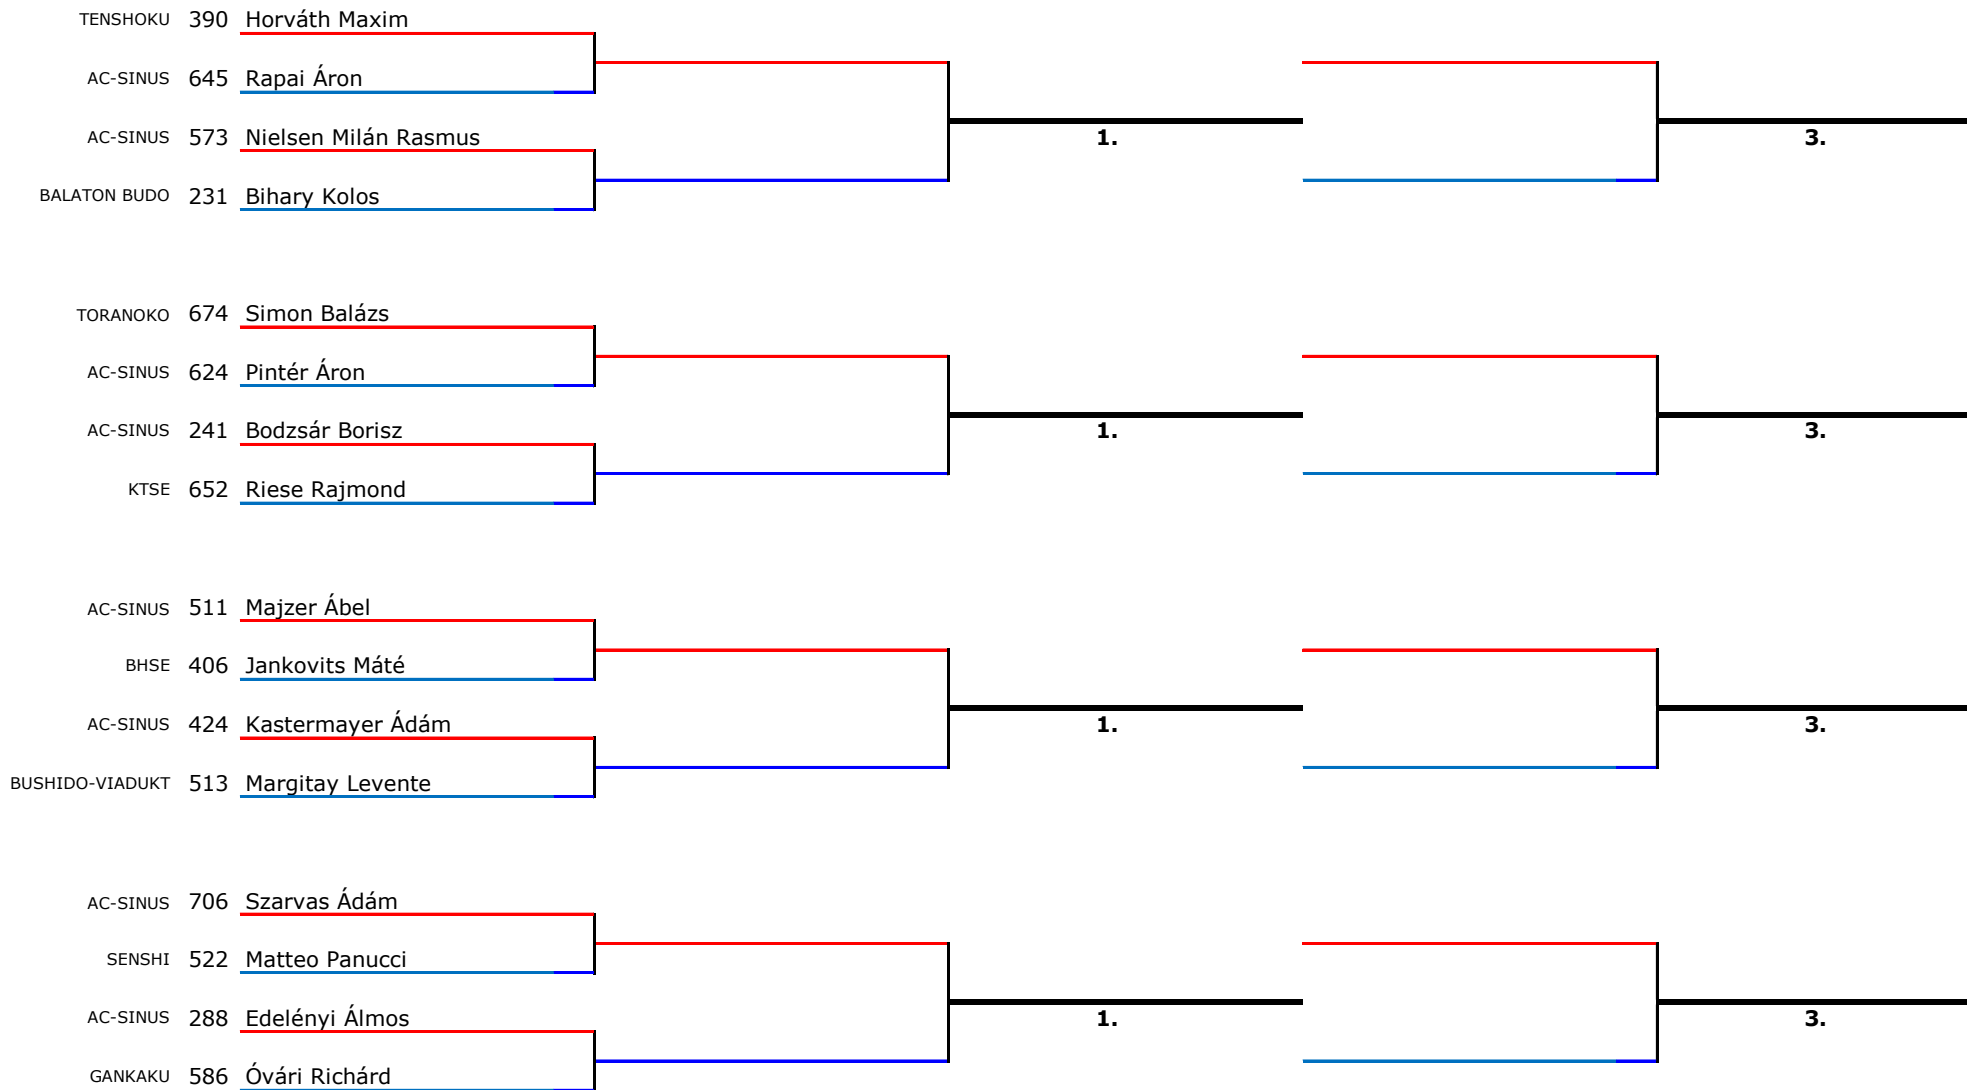 TENSHOKU 390 Horváth Maxim
AC-SINUS 645 Rapai Áron
AC-SINUS 573 Nielsen Milán Rasmus 1. 3.
BALATON BUDO 231 Bihary Kolos
TORANOKO 674 Simon Balázs
AC-SINUS 624 Pintér Áron
AC-SINUS 241 Bodzsár Borisz 1. 3.
KTSE 652 Riese Rajmond
AC-SINUS 511 Majzer Ábel
BHSE 406 Jankovits Máté
AC-SINUS 424 Kastermayer Ádám 1. 3.
BUSHIDO-VIADUKT 513 Margitay Levente
AC-SINUS 706 Szarvas Ádám
SENSHI 522 Matteo Panucci
AC-SINUS 288 Edelényi Álmos 1. 3.
GANKAKU 586 Óvári Richárd